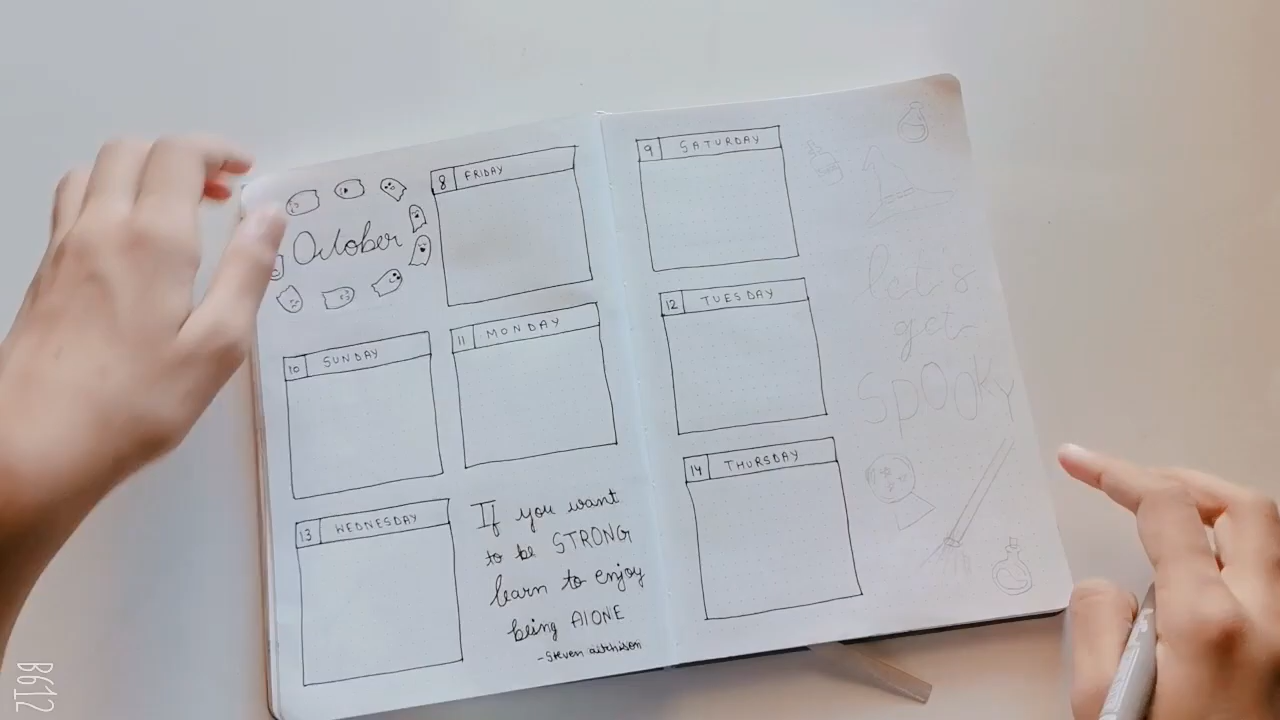 October
8 FRIDAY
9 SATURDAY
10 SUNDAY
11 MONDAY
12 TUESDAY
13 WEDNESDAY
If you want
to be STRONG
learn to enjoy
being AlONE
-Steven aitchison
14 THURSDAY
let's
get
SPOOKY
B612